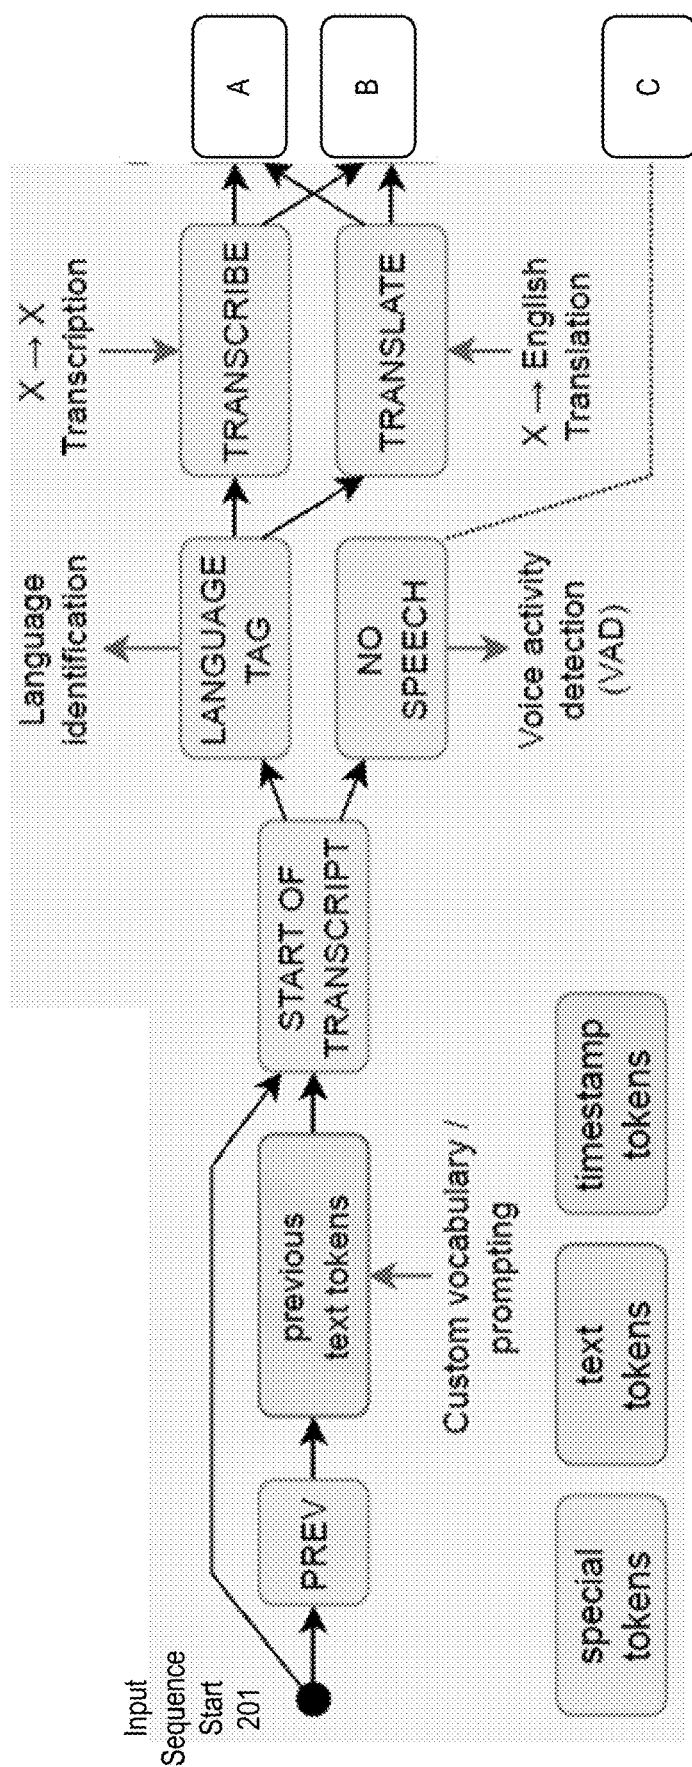 Input
Sequence
Start
201
PREV
previous
text tokens
Custom vocabulary /
prompting
START OF
TRANSCRIPT
Language
identification
LANGUAGE
TAG
NO
SPEECH
Voice activity
detection
(VAD)
X → X
Transcription
TRANSCRIBE
TRANSLATE
X → English
Translation
A
B
C
special
tokens
text
tokens
timestamp
tokens